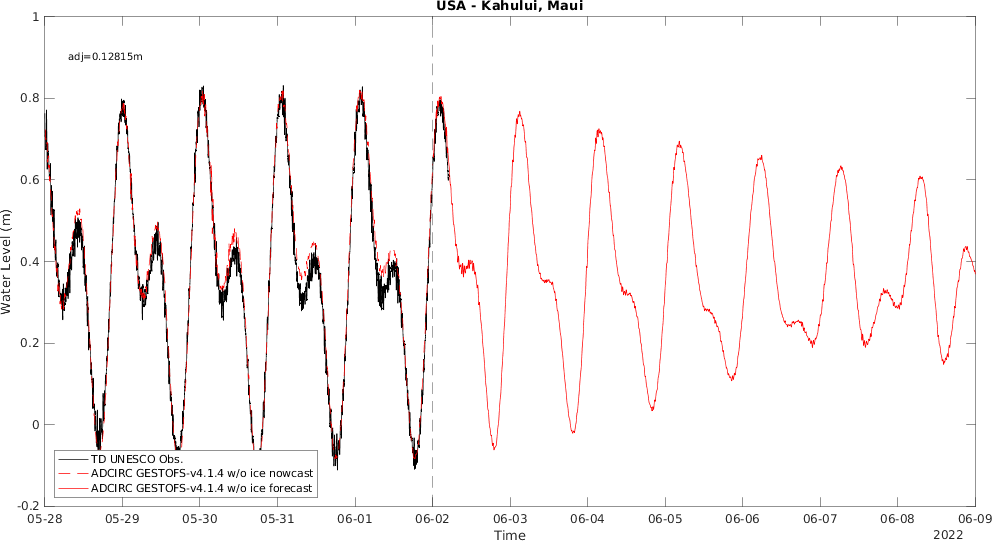 USA - Kahului, Maui
adj=0.12815m
Water Level (m)
1
0.8
0.6
0.4
0.2
0
-0.2
TD UNESCO Obs.
ADCIRC GESTOFS-v4.1.4 w/o ice nowcast
ADCIRC GESTOFS-v4.1.4 w/o ice forecast
05-28 05-29 05-30 05-31 06-01 06-02 06-03 06-04 06-05 06-06 06-07 06-08 06-09
Time
2022